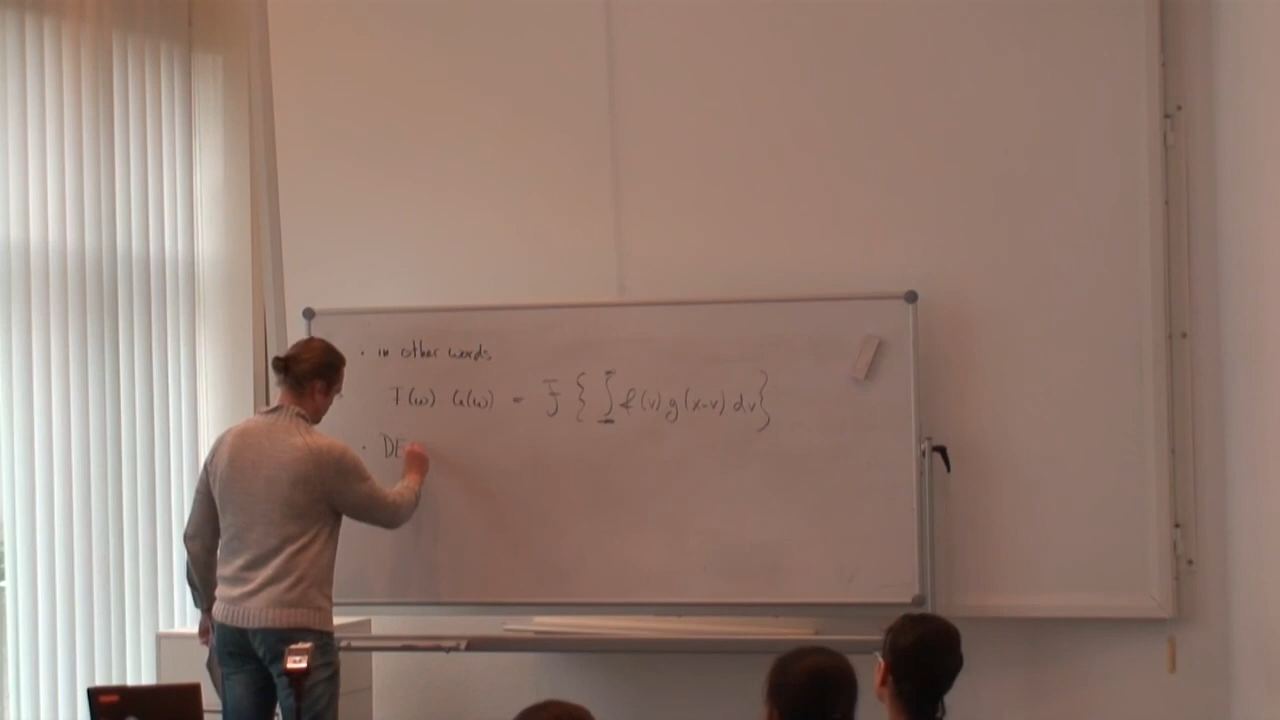 · in other words
F(ω) G(ω) = F { ∫ f(v) g(x-v) dv }
· DE